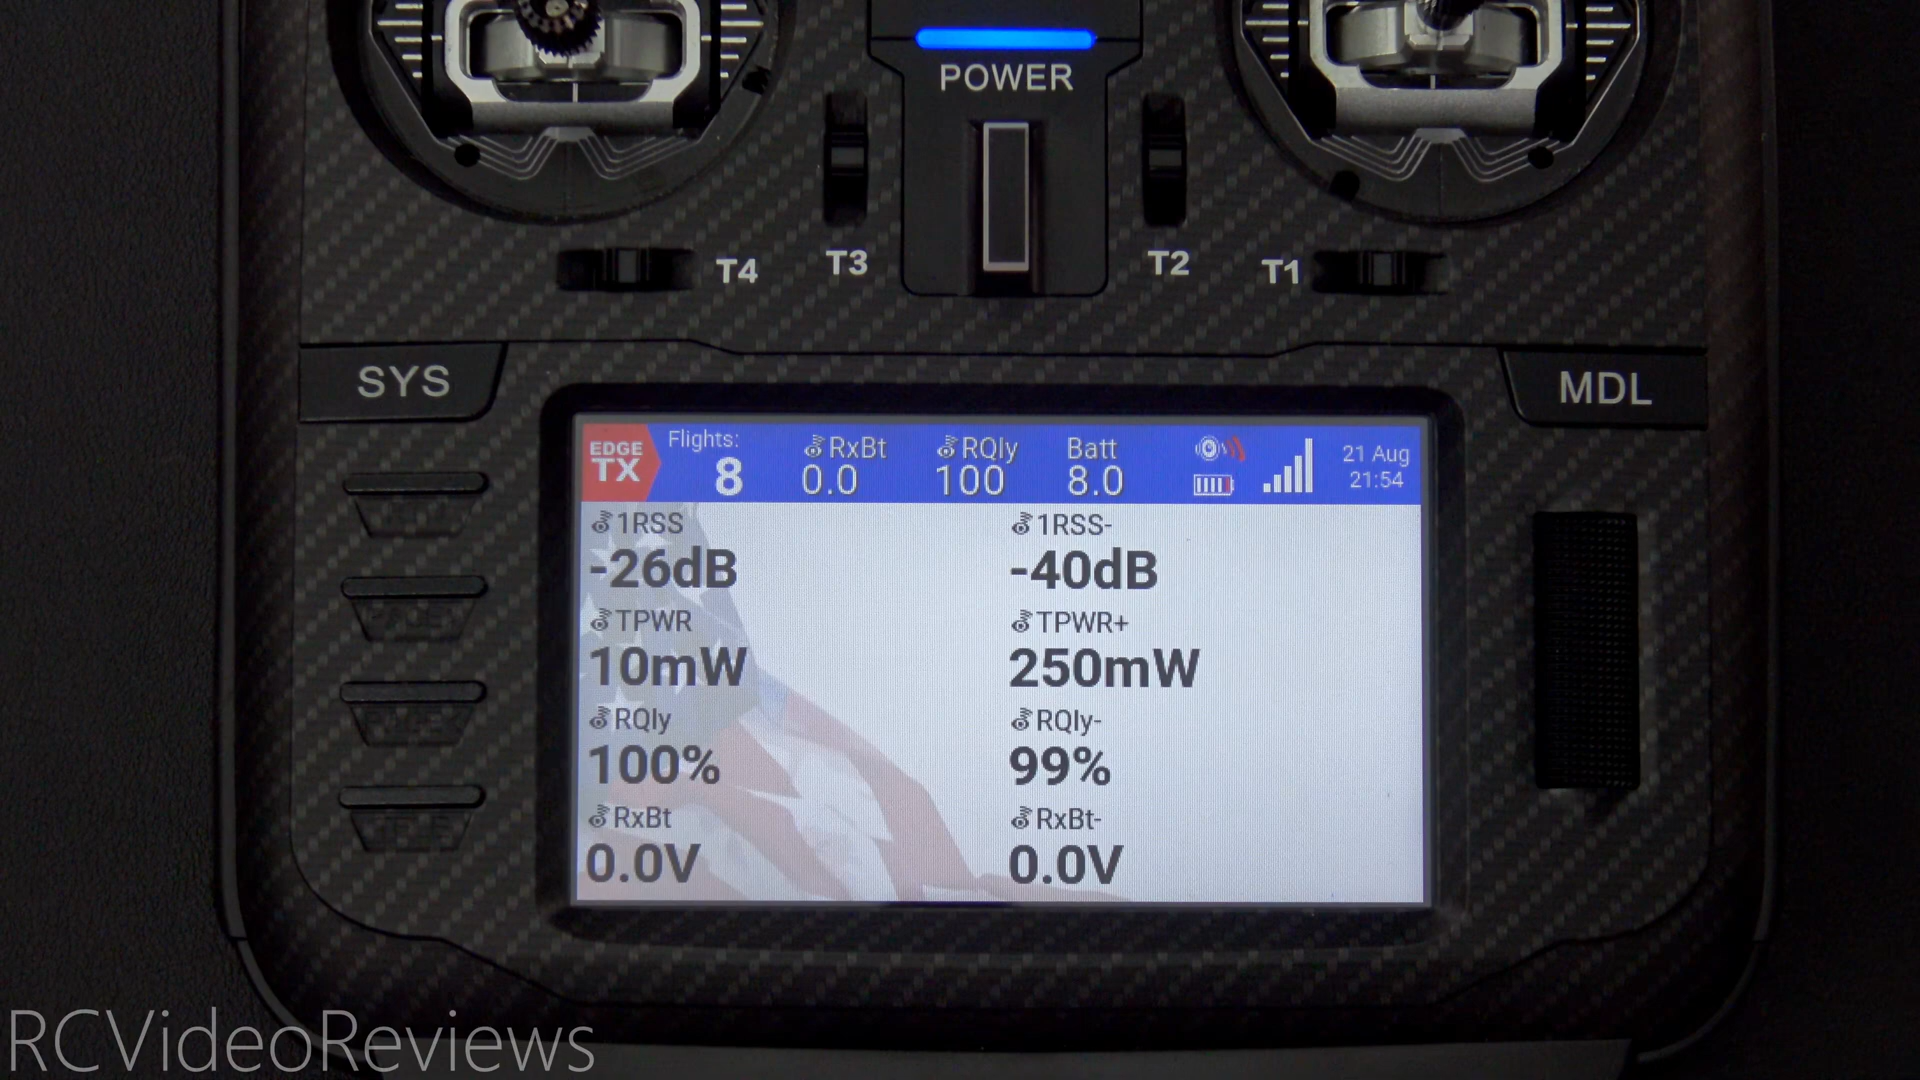 POWER
T4
T3
T2
T1
SYS
MDL
EDGE
TX
Flights:
8
RxBt
0.0
RQly
100
Batt
8.0
21 Aug
21:54
1RSS
-26dB
1RSS-
-40dB
TPWR
10mW
TPWR+
250mW
RQly
100%
RQly-
99%
RxBt
0.0V
RxBt-
0.0V
RCVideoReviews